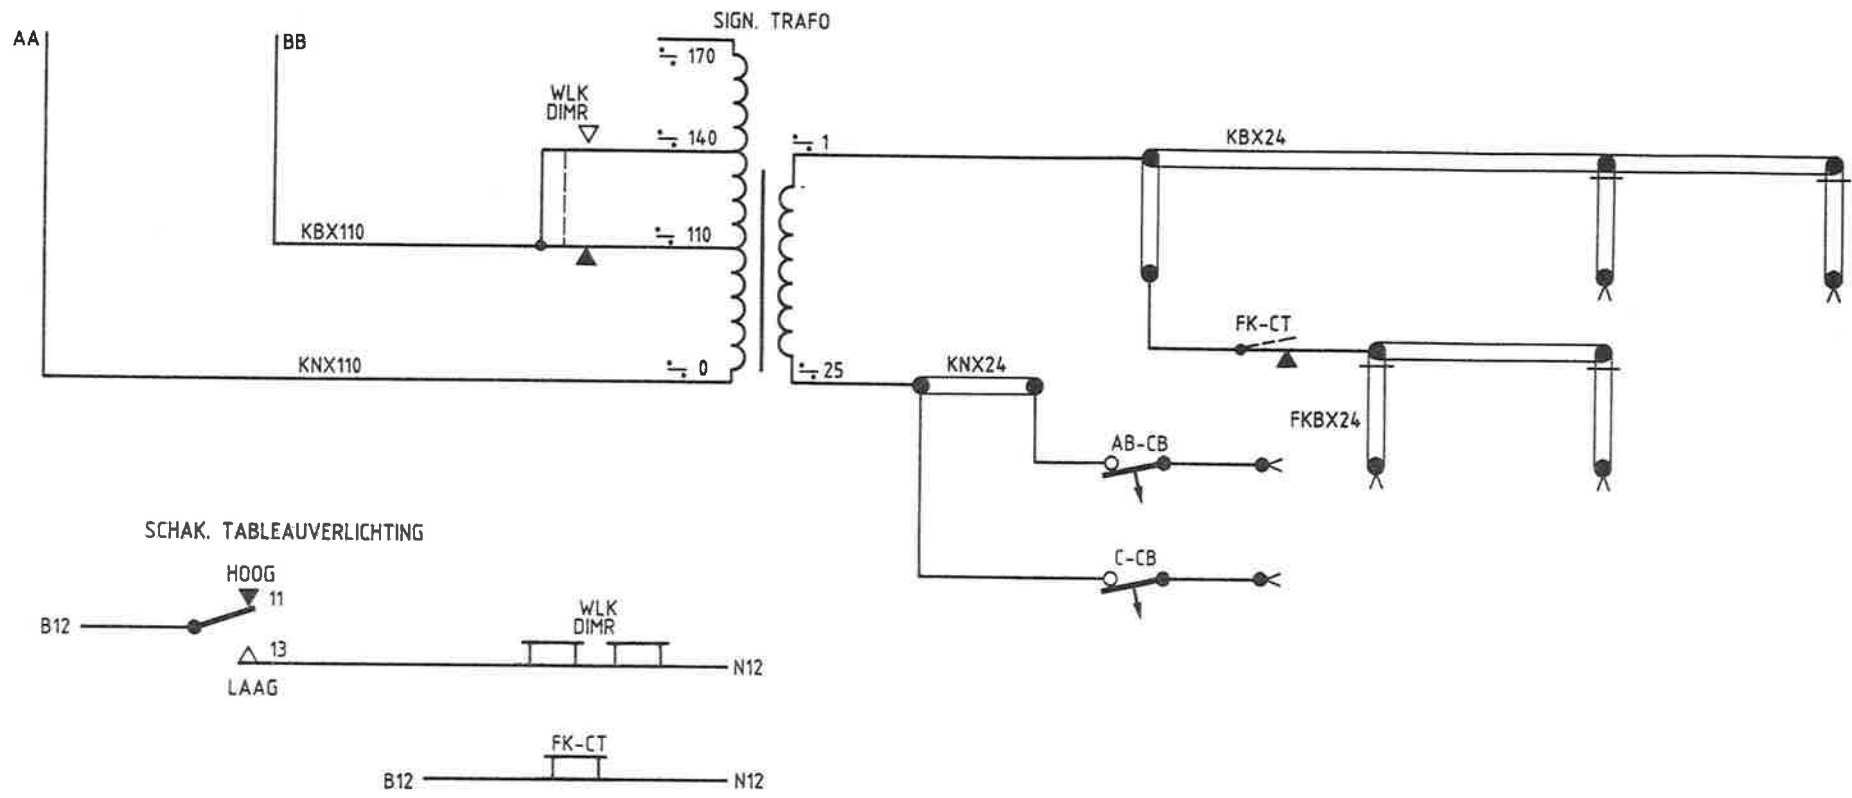 SIGN. TRAFO
AA
BB
170
WLK
DIMR
140
1
KBX24
KBX110
110
FK-CT
KNX110
0
25
KNX24
FKBX24
AB-CB
SCHAK. TABLEAUVERLICHTING
C-CB
HOOG
11
B12
WLK
DIMR
13
N12
LAAG
FK-CT
B12
N12